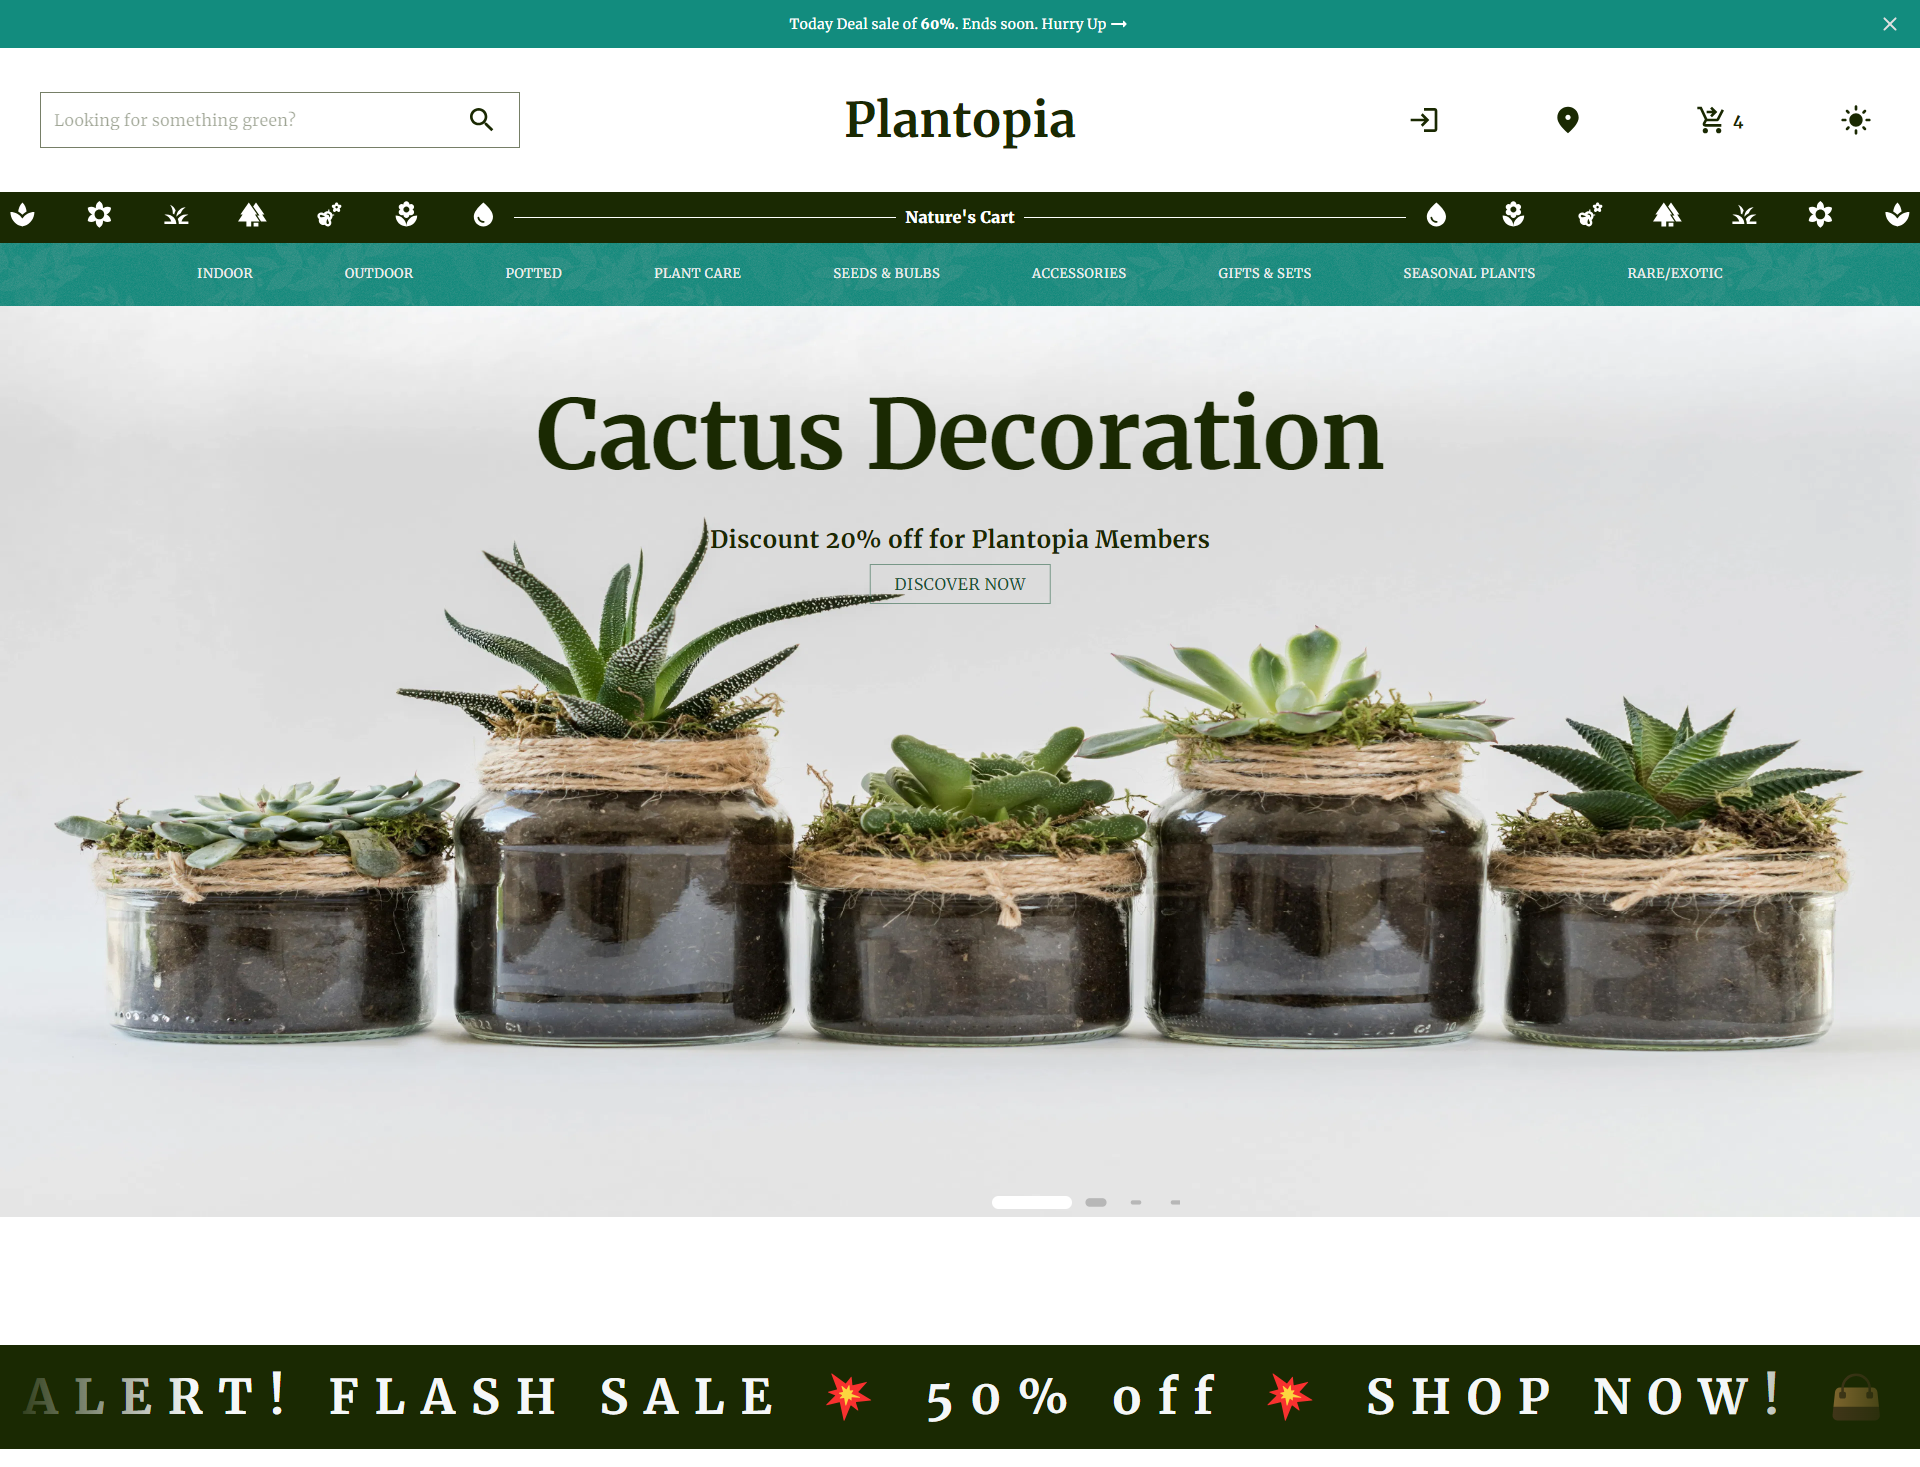 Today Deal sale of 60%. Ends soon. Hurry Up →
Looking for something green?
Plantopia
4
Nature's Cart
INDOOR OUTDOOR POTTED PLANT CARE SEEDS & BULBS ACCESSORIES GIFTS & SETS SEASONAL PLANTS RARE/EXOTIC
Cactus Decoration
Discount 20% off for Plantopia Members
DISCOVER NOW
ALERT! FLASH SALE 💥 50% off 💥 SHOP NOW! 👜